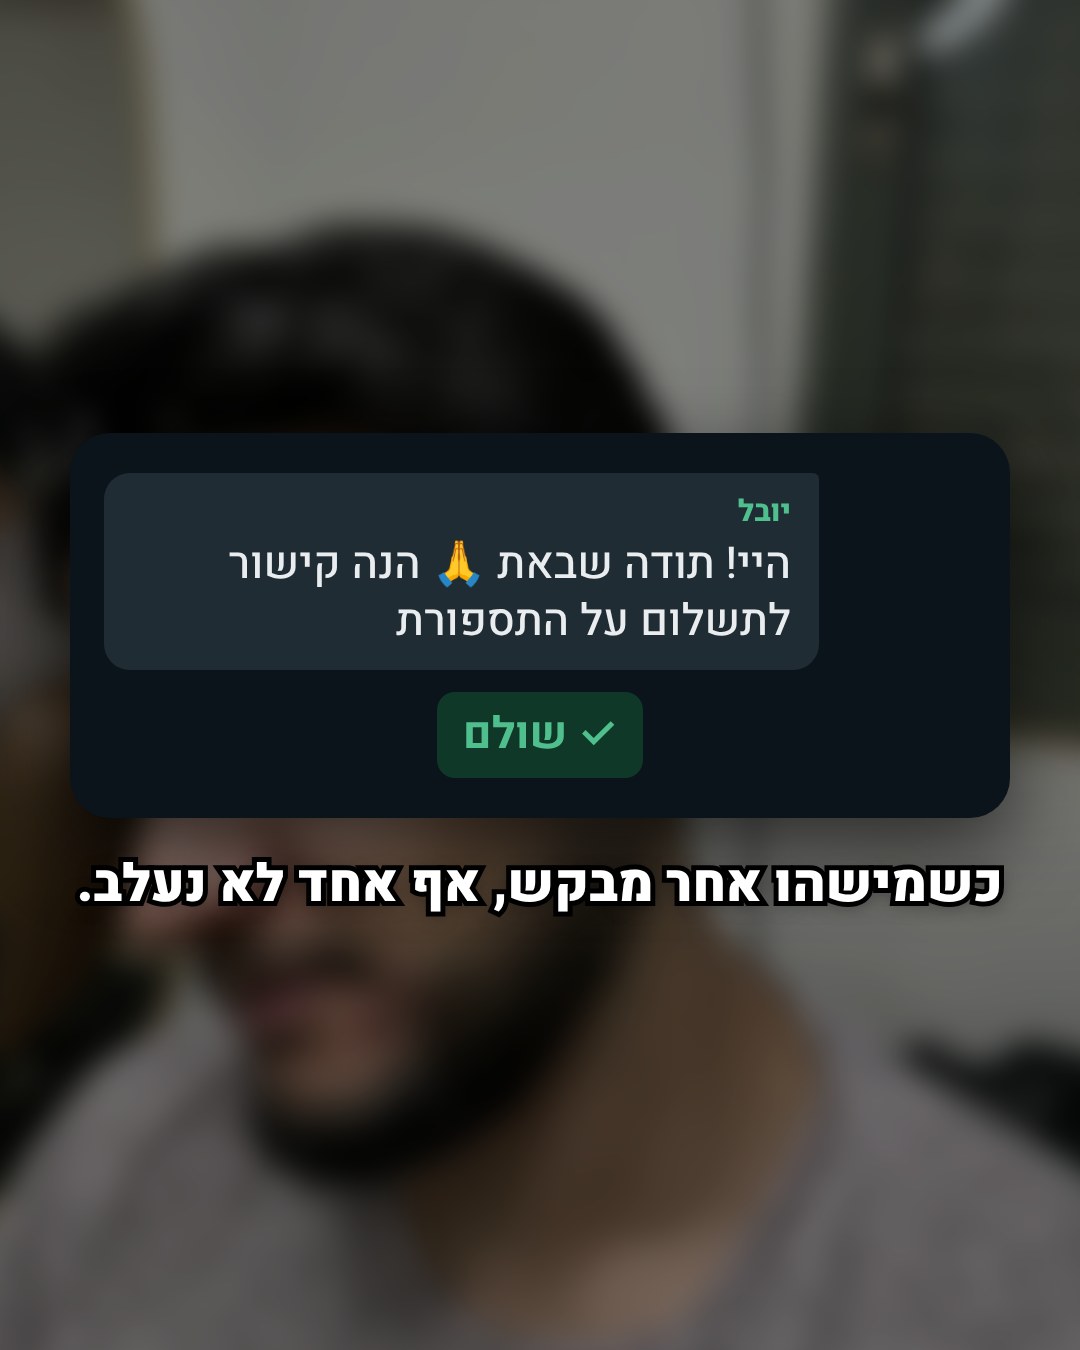 יובל
היי! תודה שבאת 🙏 הנה קישור
לתשלום על התספורת
✓ שולם
כשמישהו אחר מבקש, אף אחד לא נעלב.